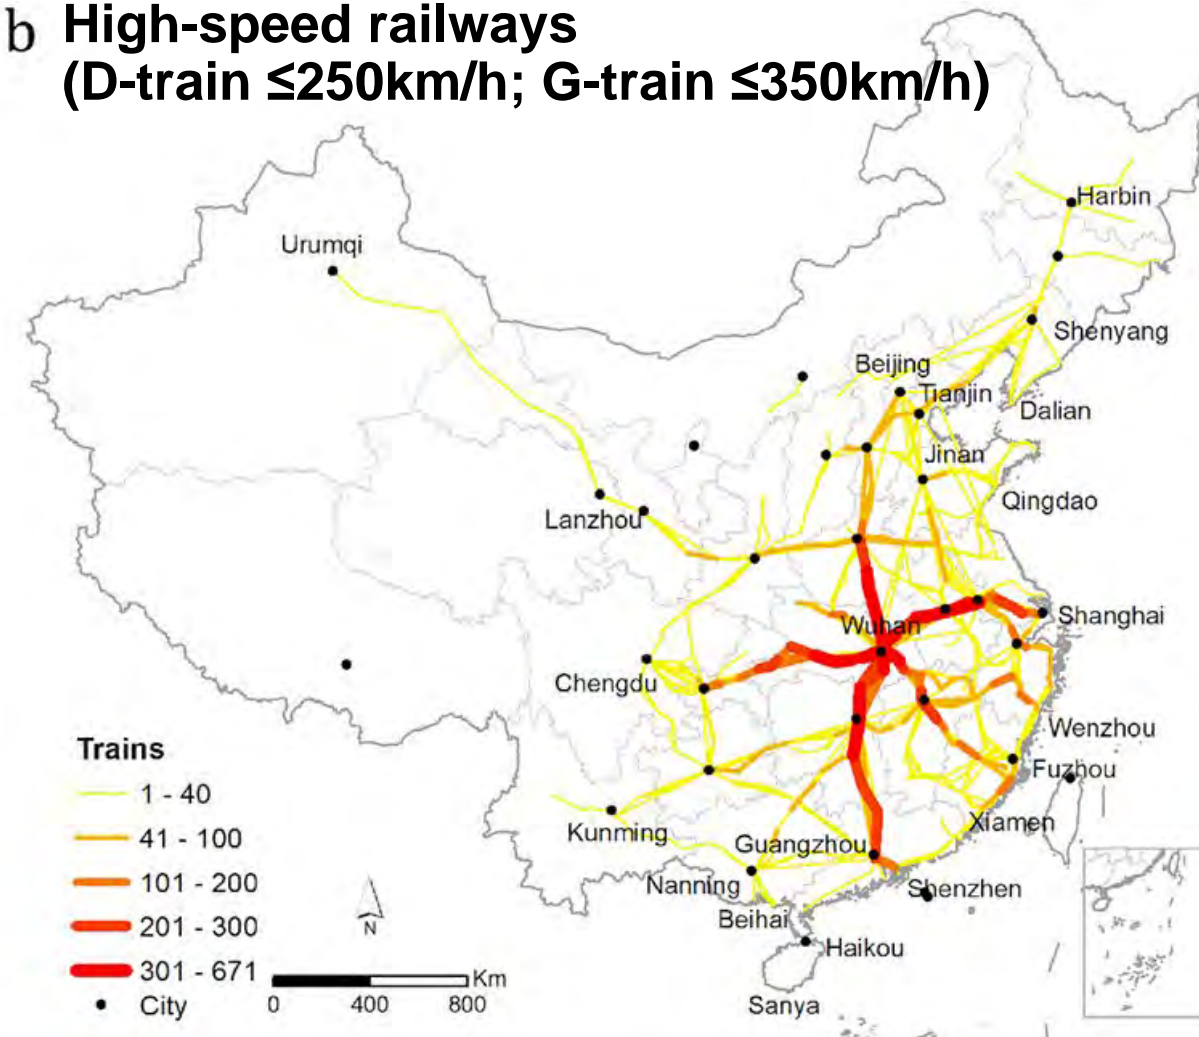 b High-speed railways
(D-train ≤250km/h; G-train ≤350km/h)
Harbin
Urumqi
Shenyang
Beijing
Tianjin
Dalian
Jinan
Qingdao
Lanzhou
Shanghai
Wuhan
Chengdu
Wenzhou
Fuzhou
Xiamen
Kunming
Guangzhou
Nanning
Shenzhen
Beihai
Haikou
Sanya
Trains
1 - 40
41 - 100
101 - 200
201 - 300
301 - 671
City
N
Km
0 400 800